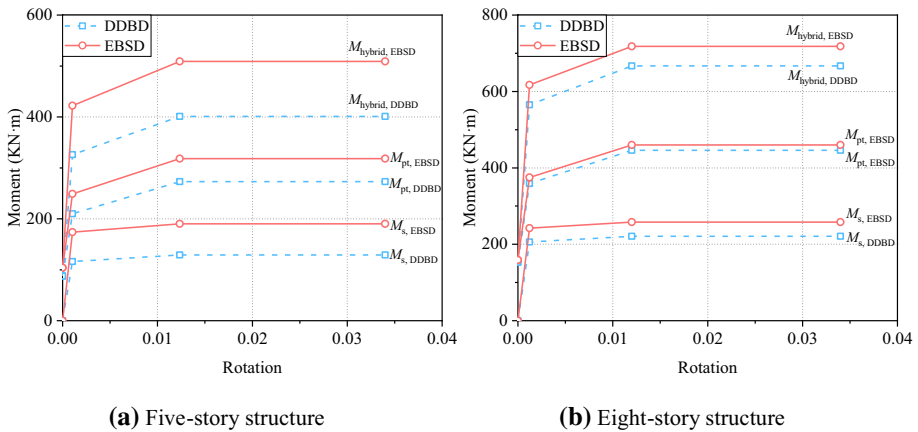 DDBD
EBSD
600
400
200
0
M_hybrid, EBSD
M_hybrid, DDBD
M_pt, EBSD
M_pt, DDBD
M_s, EBSD
M_s, DDBD
Moment (KN·m)
0.00 0.01 0.02 0.03 0.04
Rotation
(a) Five-story structure
DDBD
EBSD
800
600
400
200
0
M_hybrid, EBSD
M_hybrid, DDBD
M_pt, EBSD
M_pt, EBSD
M_s, EBSD
M_s, DDBD
Moment (KN·m)
0.00 0.01 0.02 0.03 0.04
Rotation
(b) Eight-story structure